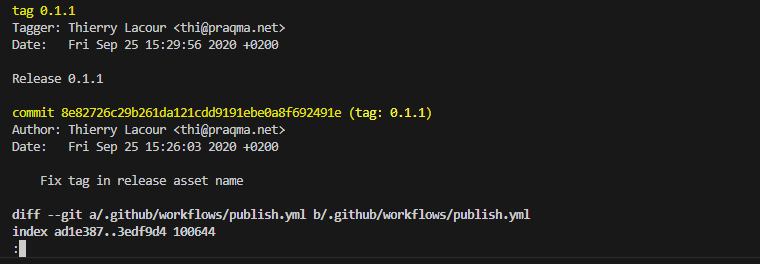 tag 0.1.1
Tagger: Thierry Lacour <thi@praqma.net>
Date:   Fri Sep 25 15:29:56 2020 +0200

Release 0.1.1

commit 8e82726c29b261da121cdd9191ebe0a8f692491e (tag: 0.1.1)
Author: Thierry Lacour <thi@praqma.net>
Date:   Fri Sep 25 15:26:03 2020 +0200

    Fix tag in release asset name

diff --git a/.github/workflows/publish.yml b/.github/workflows/publish.yml
index ad1e387..3edf9d4 100644
: